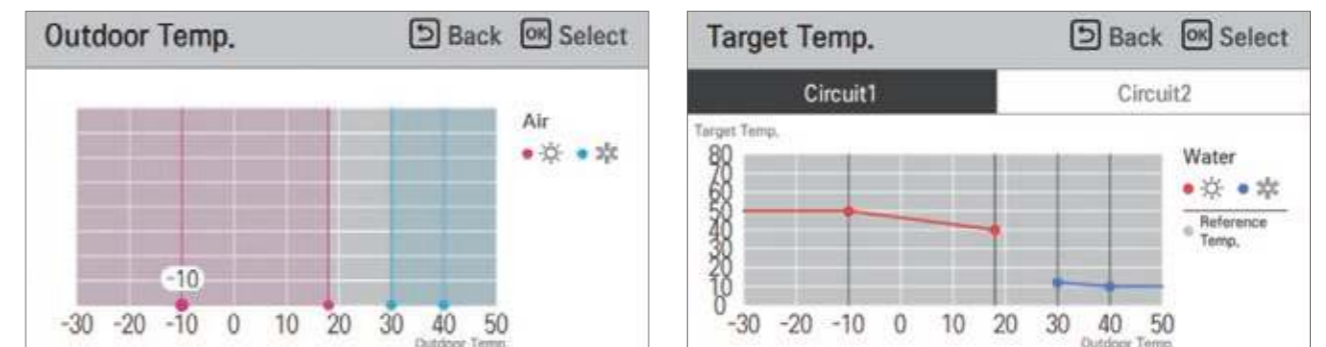 Outdoor Temp. Back OK Select
Air
-10
-30 -20 -10 0 10 20 30 40 50
Outdoor Temp.
Target Temp. Back OK Select
Circuit1 Circuit2
Target Temp.
80
70
60
50
40
30
20
10
0
Water
Reference
Temp.
-30 -20 -10 0 10 20 30 40 50
Outdoor Temp.